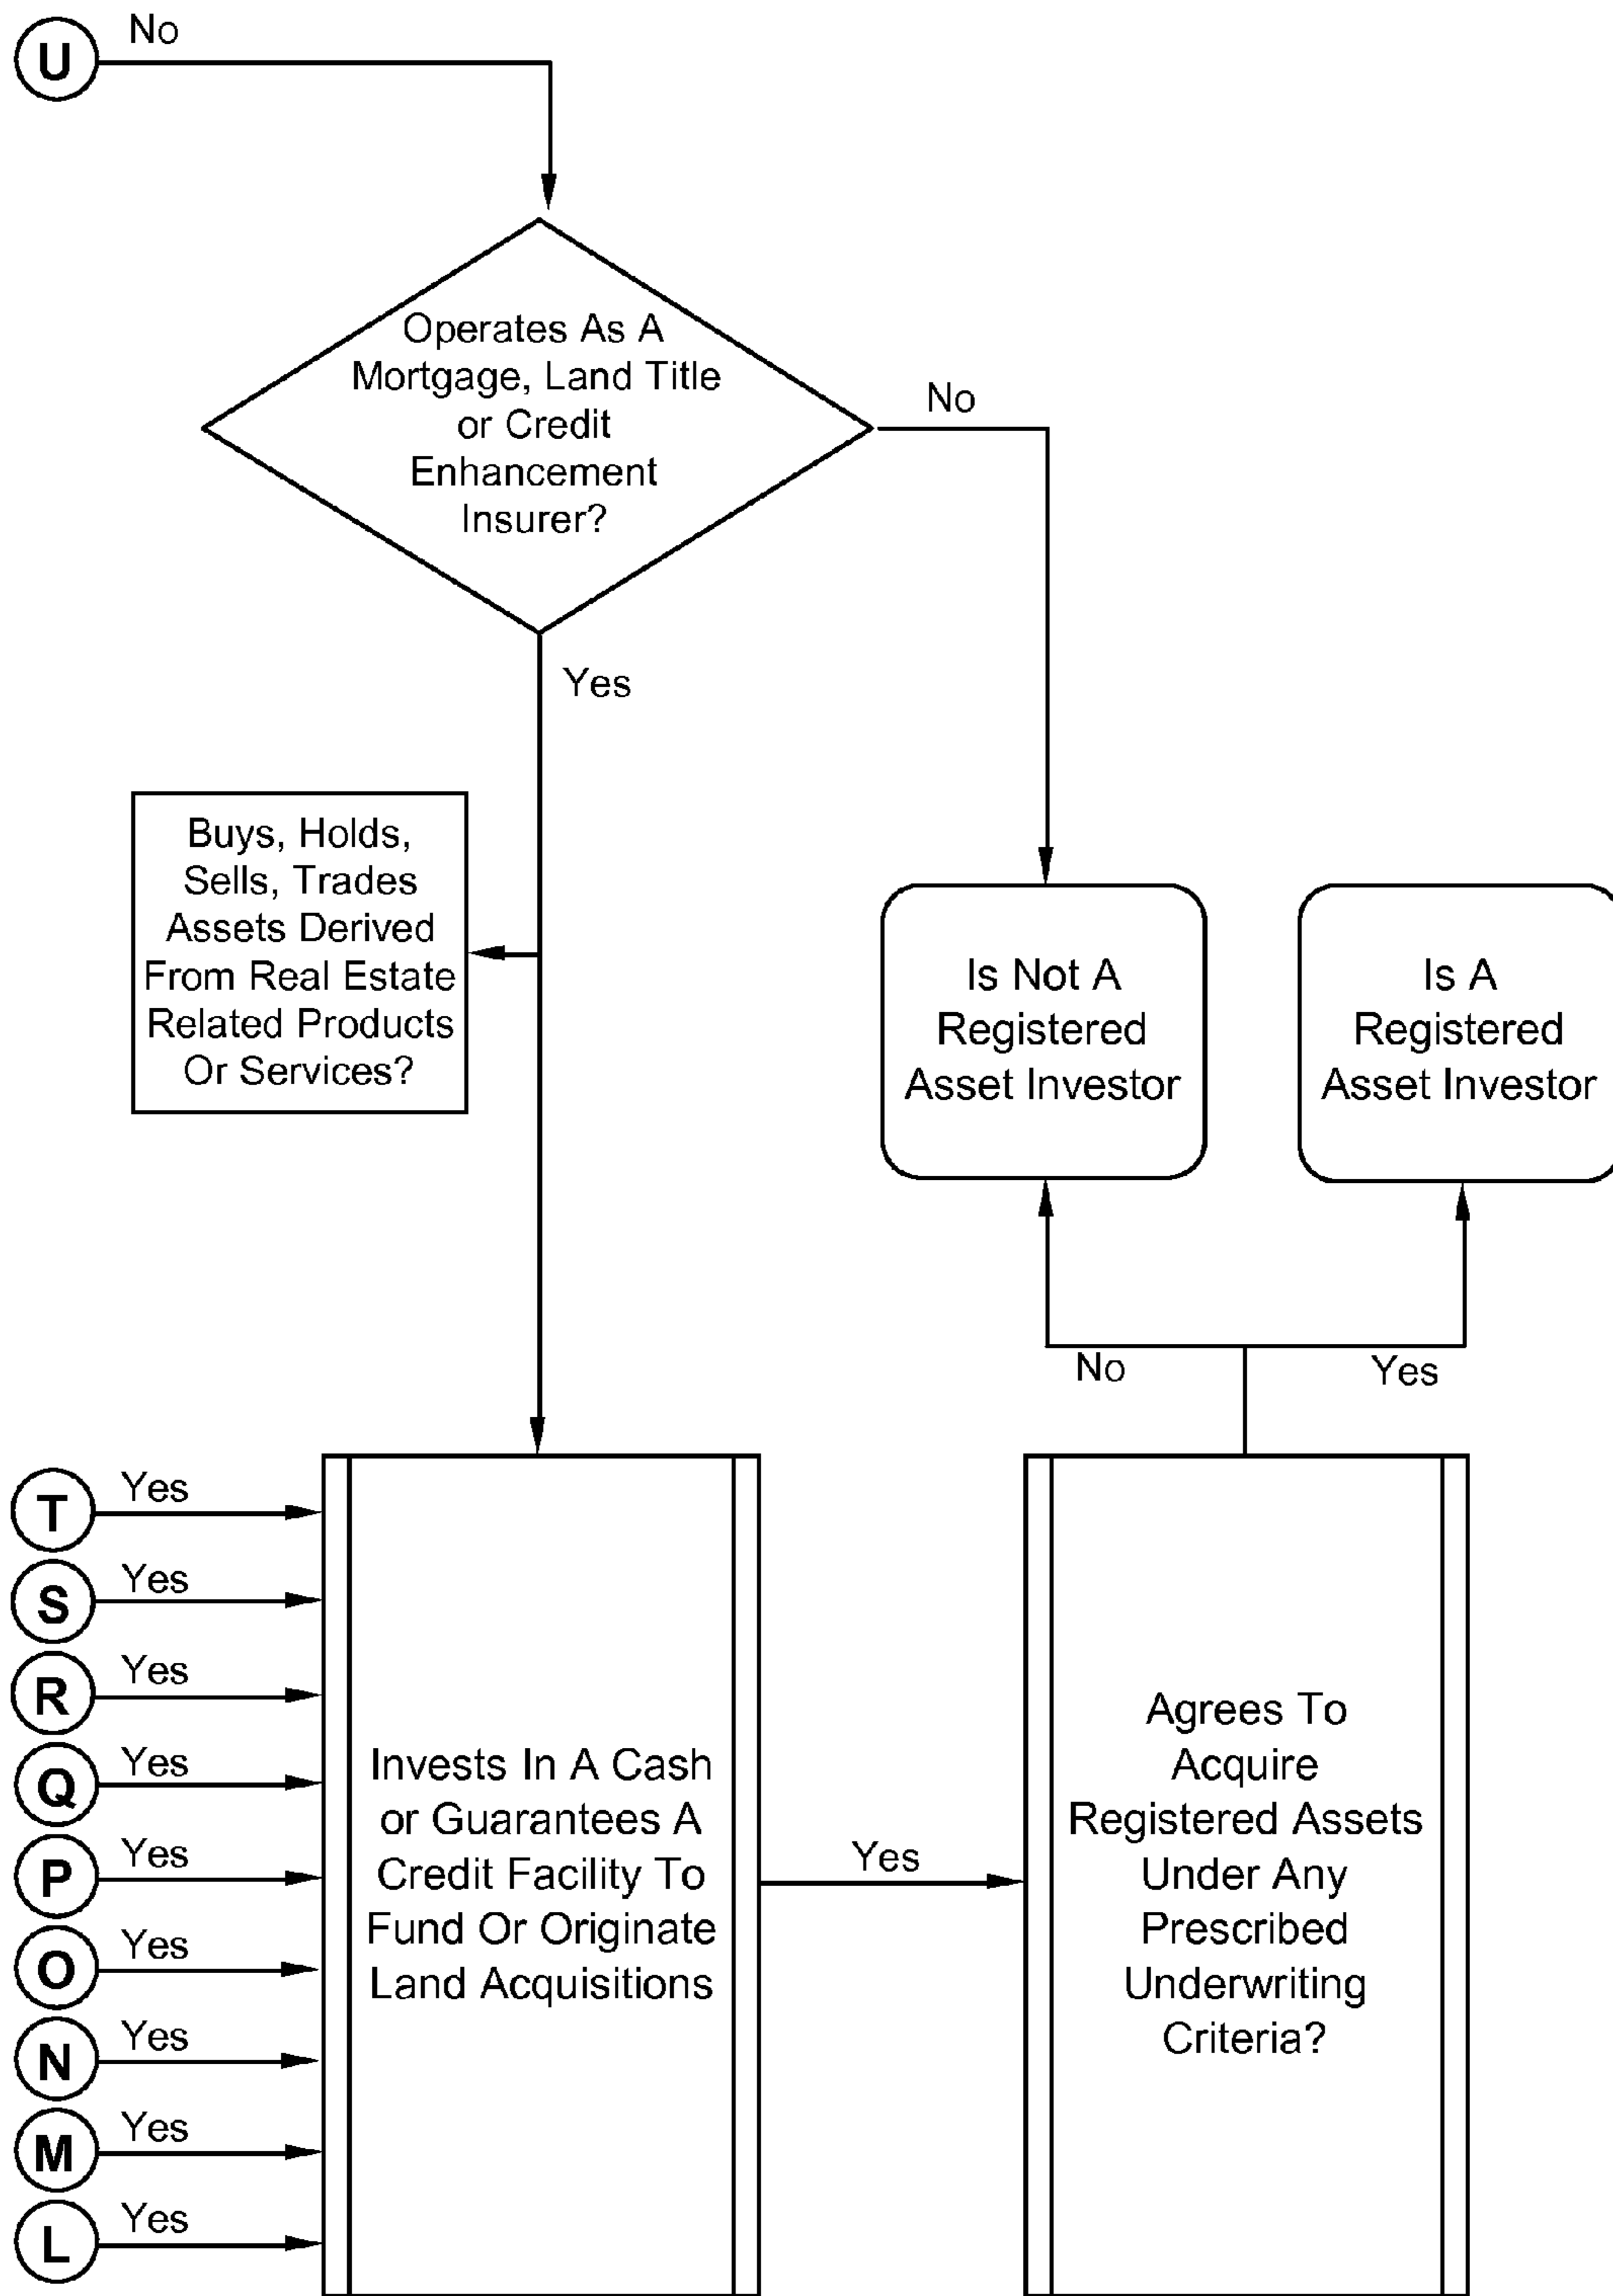 U
No
Operates As A
Mortgage, Land Title
or Credit
Enhancement
Insurer?
No
Yes
Buys, Holds,
Sells, Trades
Assets Derived
From Real Estate
Related Products
Or Services?
Is Not A
Registered
Asset Investor
Is A
Registered
Asset Investor
No
Yes
T
Yes
S
Yes
R
Yes
Q
Yes
P
Yes
O
Yes
N
Yes
M
Yes
L
Yes
Invests In A Cash
or Guarantees A
Credit Facility To
Fund Or Originate
Land Acquisitions
Yes
Agrees To
Acquire
Registered Assets
Under Any
Prescribed
Underwriting
Criteria?